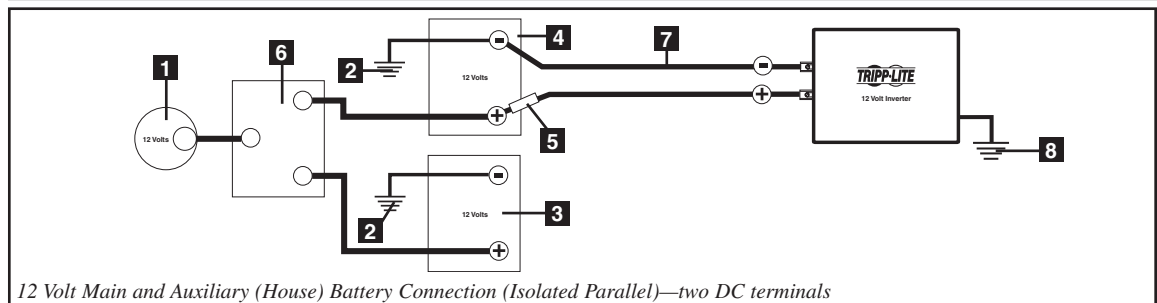 1
6
2
12 Volts
4
7
TRIPP·LITE
12 Volt Inverter
12 Volts
5
8
2
12 Volts
3
12 Volt Main and Auxiliary (House) Battery Connection (Isolated Parallel)—two DC terminals